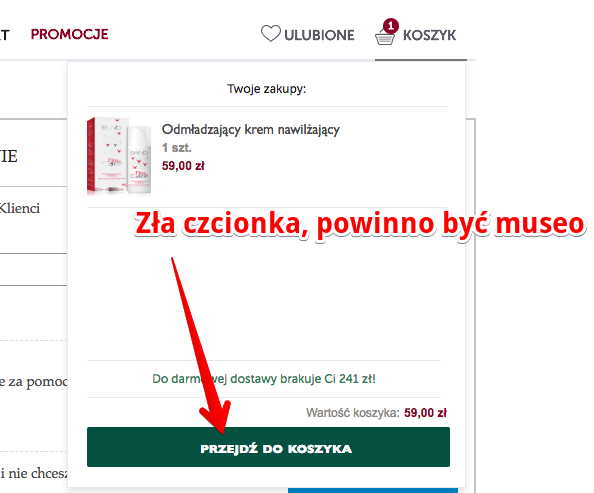 PROMOCJE
ULUBIONE
1
KOSZYK
Twoje zakupy:
NIE
Odmładzający krem nawilżający
1 szt.
59,00 zł
Klienci
Zła czcionka, powinno być museo
e za pomoc
Do darmowej dostawy brakuje Ci 241 zł!
Wartość koszyka: 59,00 zł
PRZEJDŹ DO KOSZYKA
i nie chcesz